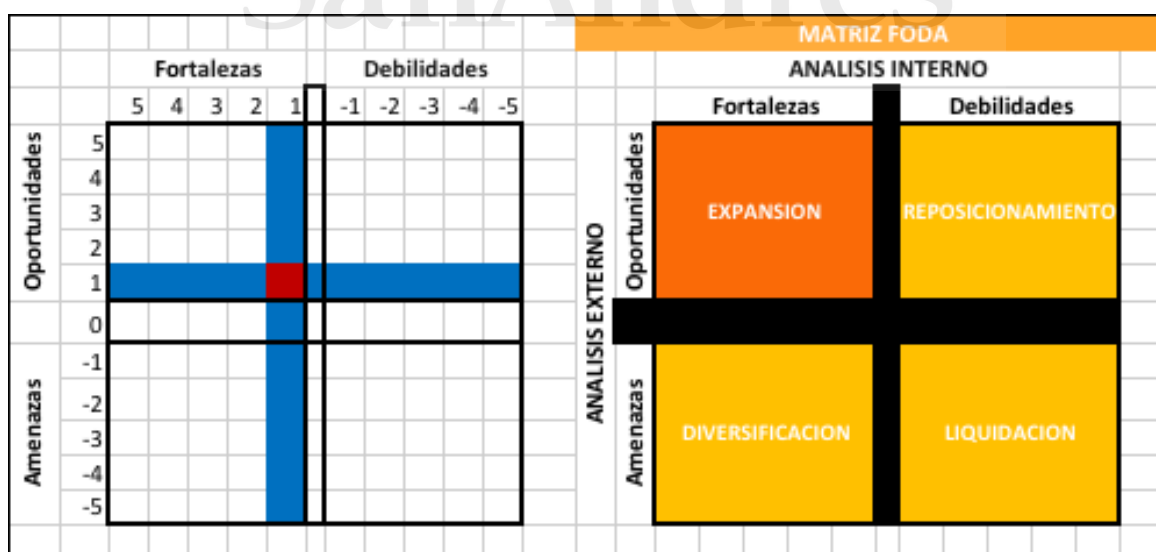 SanAndrés
MATRIZ FODA
Fortalezas Debilidades
ANALISIS INTERNO
5 4 3 2 1 -1 -2 -3 -4 -5
Fortalezas Debilidades
Oportunidades
5
4
3
2
1
0
Amenazas
-1
-2
-3
-4
-5
ANALISIS EXTERNO
Oportunidades
EXPANSION REPOSICIONAMIENTO
Amenazas
DIVERSIFICACION LIQUIDACION